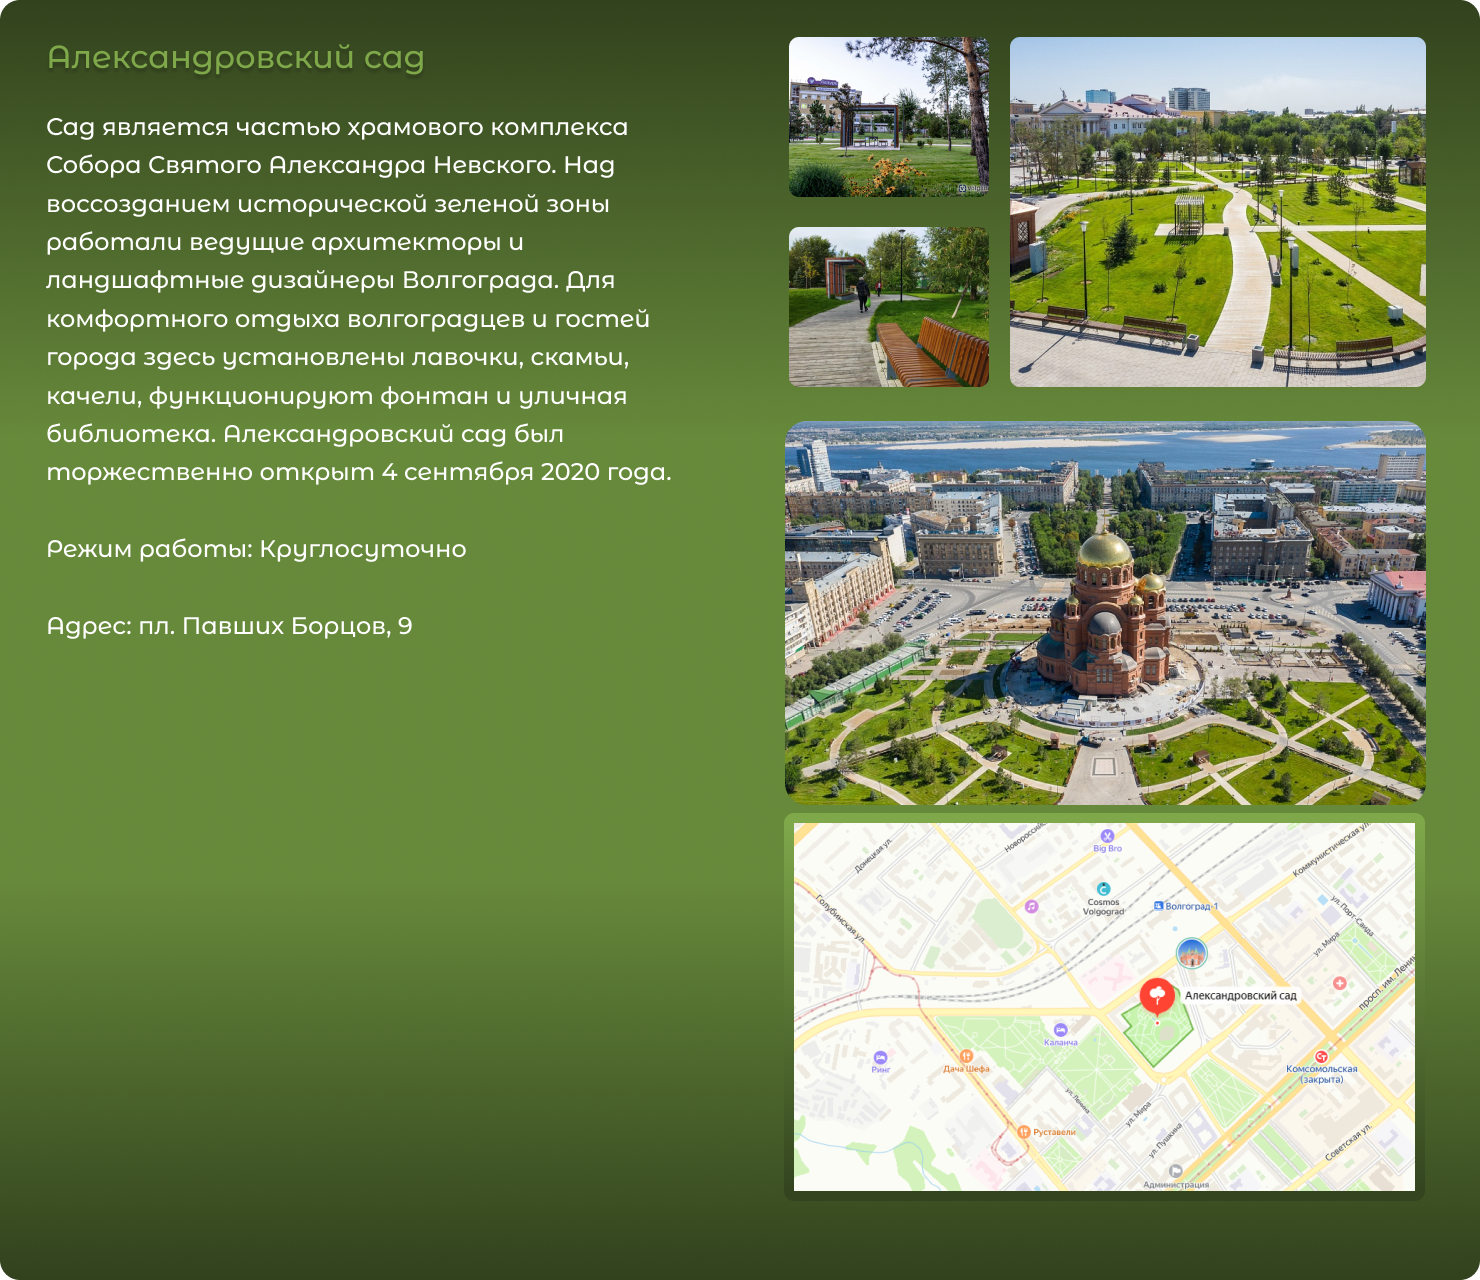 Александровский сад
Сад является частью храмового комплекса
Собора Святого Александра Невского. Над
воссозданием исторической зеленой зоны
работали ведущие архитекторы и
ландшафтные дизайнеры Волгограда. Для
комфортного отдыха волгоградцев и гостей
города здесь установлены лавочки, скамьи,
качели, функционируют фонтан и уличная
библиотека. Александровский сад был
торжественно открыт 4 сентября 2020 года.
Режим работы: Круглосуточно
Адрес: пл. Павших Борцов, 9
Донецкая ул.
Big Bro
Коммунистическая ул.
Голубинская ул.
Cosmos
Volgograd
Волгоград-1
ул. Порт-Саида
ул. Мира
просп. им.
Александровский сад
Каланча
Ринг
Дача Шефа
Комсомольская
(закрыта)
ул. Ленина
ул. Мира
Руставели
ул. Пушкина
Советская ул.
Администрация